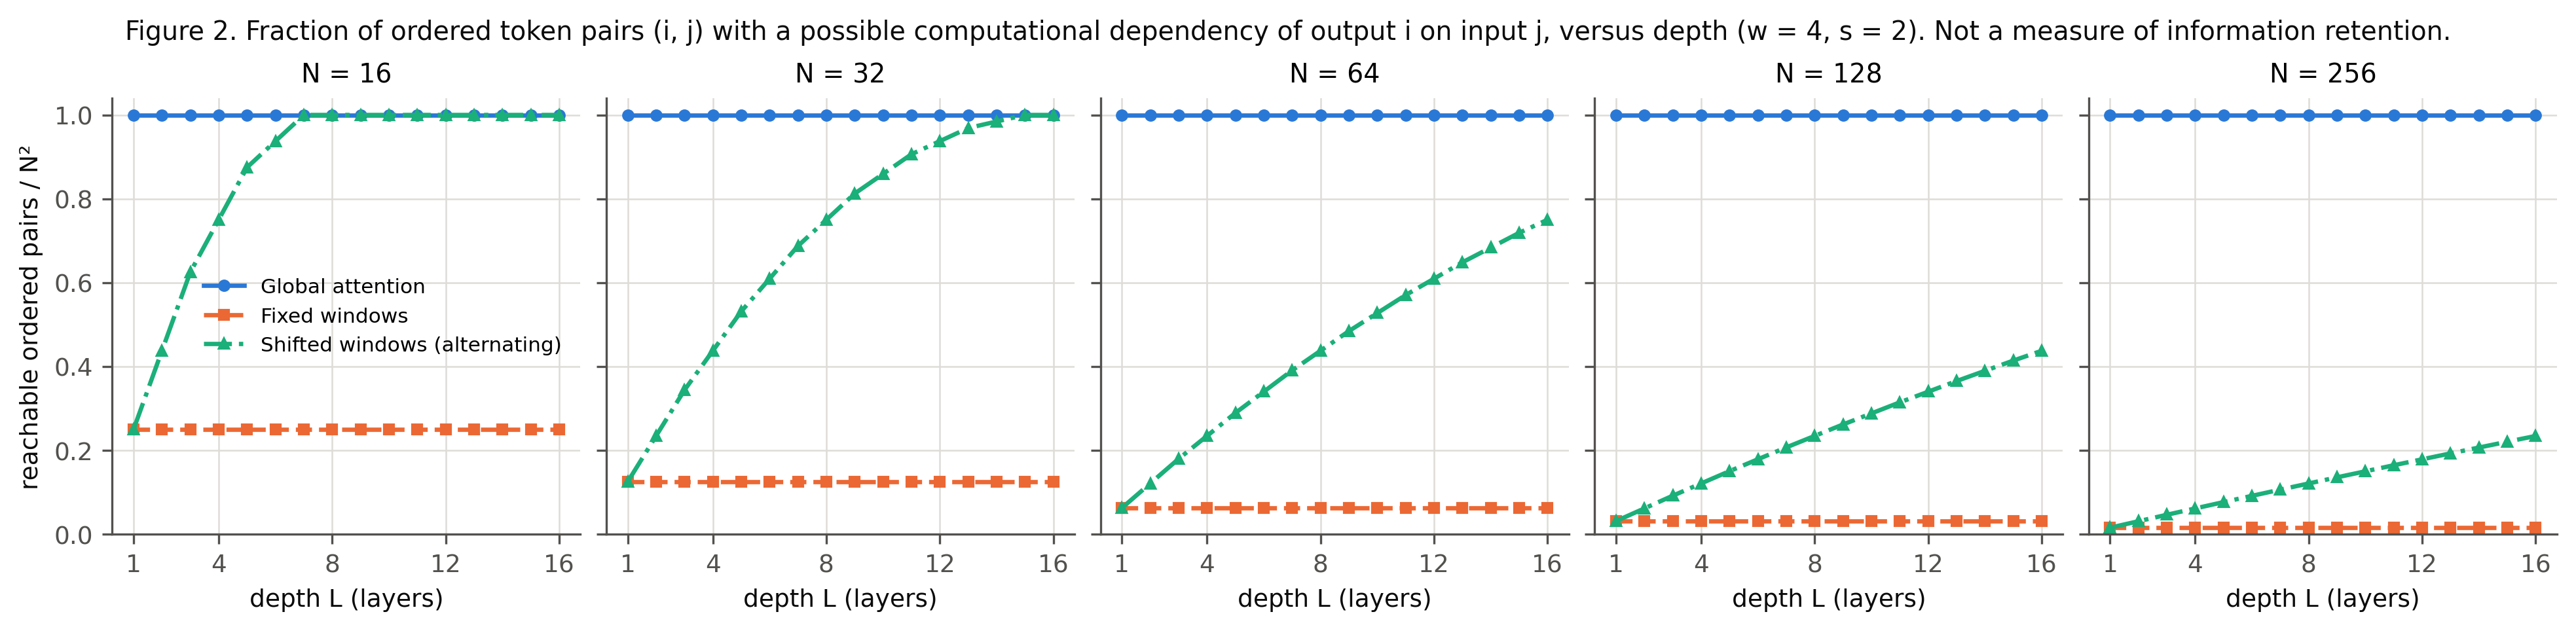 Figure 2. Fraction of ordered token pairs (i, j) with a possible computational dependency of output i on input j, versus depth (w = 4, s = 2). Not a measure of information retention.
N = 16
N = 32
N = 64
N = 128
N = 256
reachable ordered pairs / N²
1.0
0.8
0.6
0.4
0.2
0.0
Global attention
Fixed windows
Shifted windows (alternating)
1 4 8 12 16
1 4 8 12 16
1 4 8 12 16
1 4 8 12 16
1 4 8 12 16
depth L (layers)
depth L (layers)
depth L (layers)
depth L (layers)
depth L (layers)